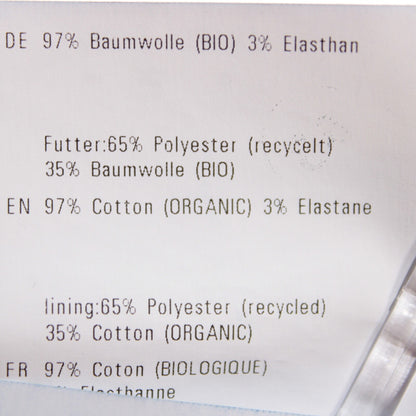 DE 97% Baumwolle (BIO) 3% Elasthan
Futter:65% Polyester (recycelt)
35% Baumwolle (BIO)
EN 97% Cotton (ORGANIC) 3% Elastane
lining:65% Polyester (recycled)
35% Cotton (ORGANIC)
FR 97% Coton (BIOLOGIQUE)
Elasthanne